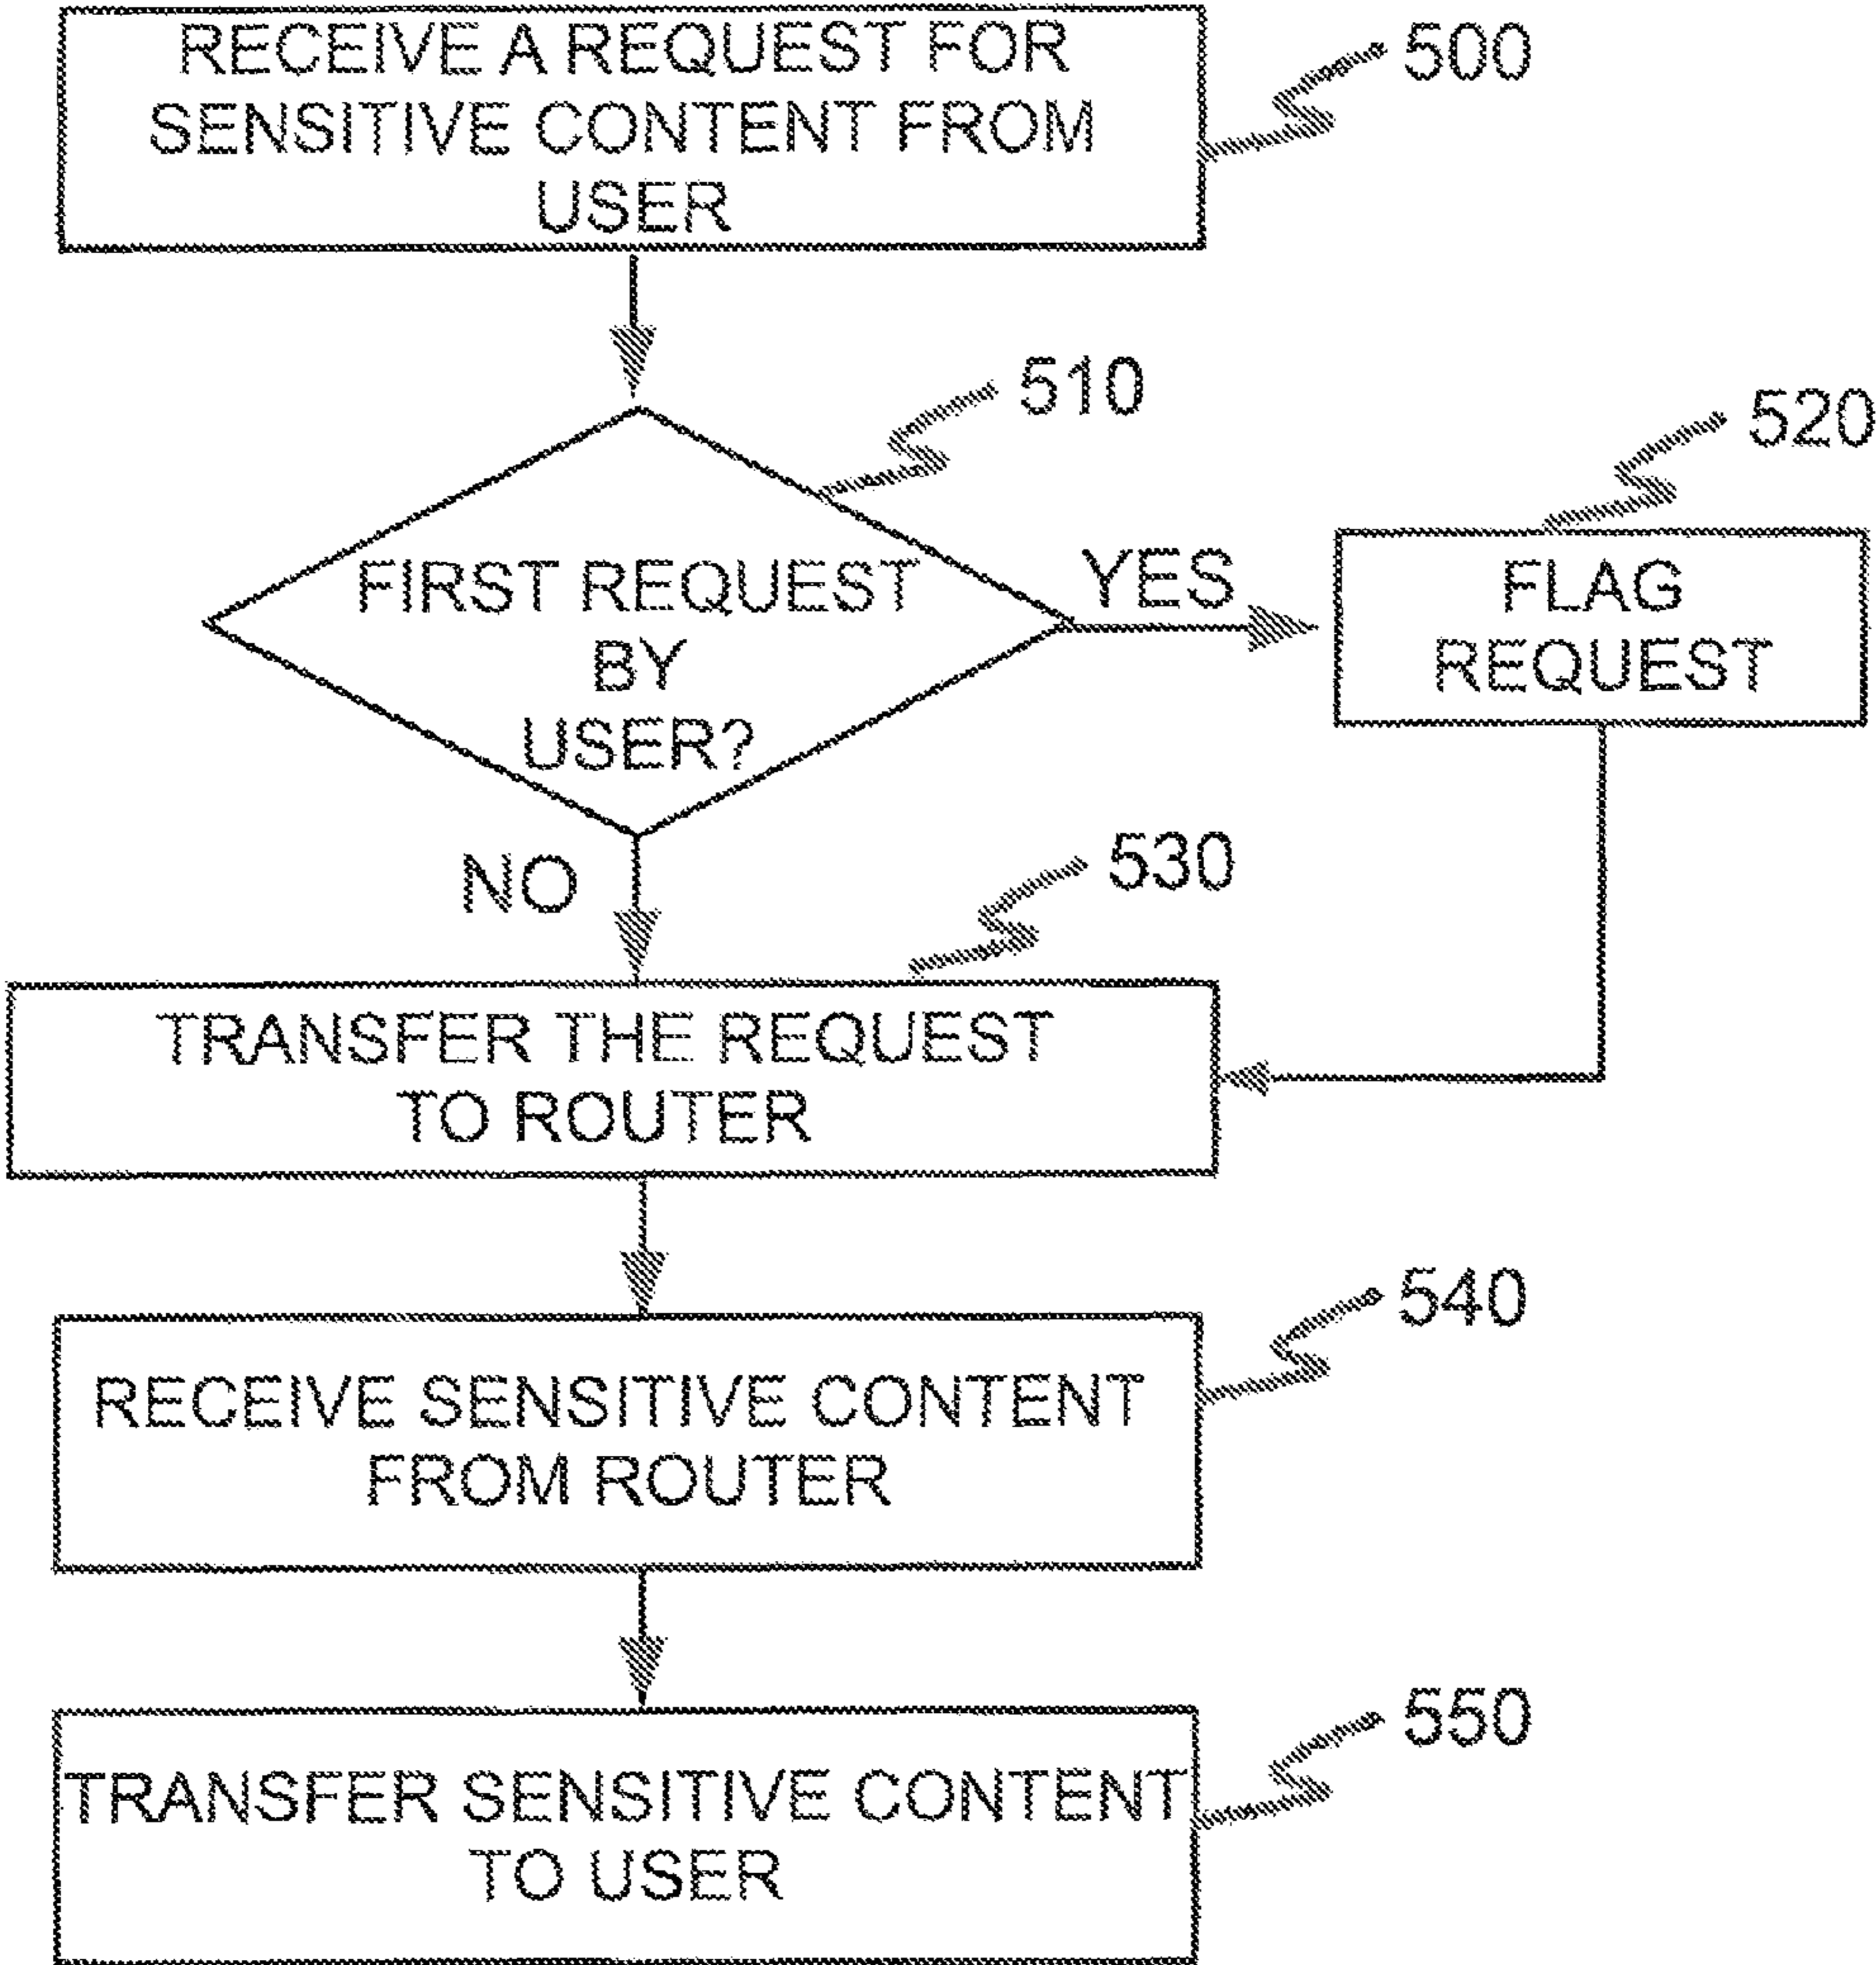 RECEIVE A REQUEST FOR
SENSITIVE CONTENT FROM
USER
500
510
520
FIRST REQUEST
BY
USER?
YES
FLAG
REQUEST
NO
530
TRANSFER THE REQUEST
TO ROUTER
540
RECEIVE SENSITIVE CONTENT
FROM ROUTER
550
TRANSFER SENSITIVE CONTENT
TO USER